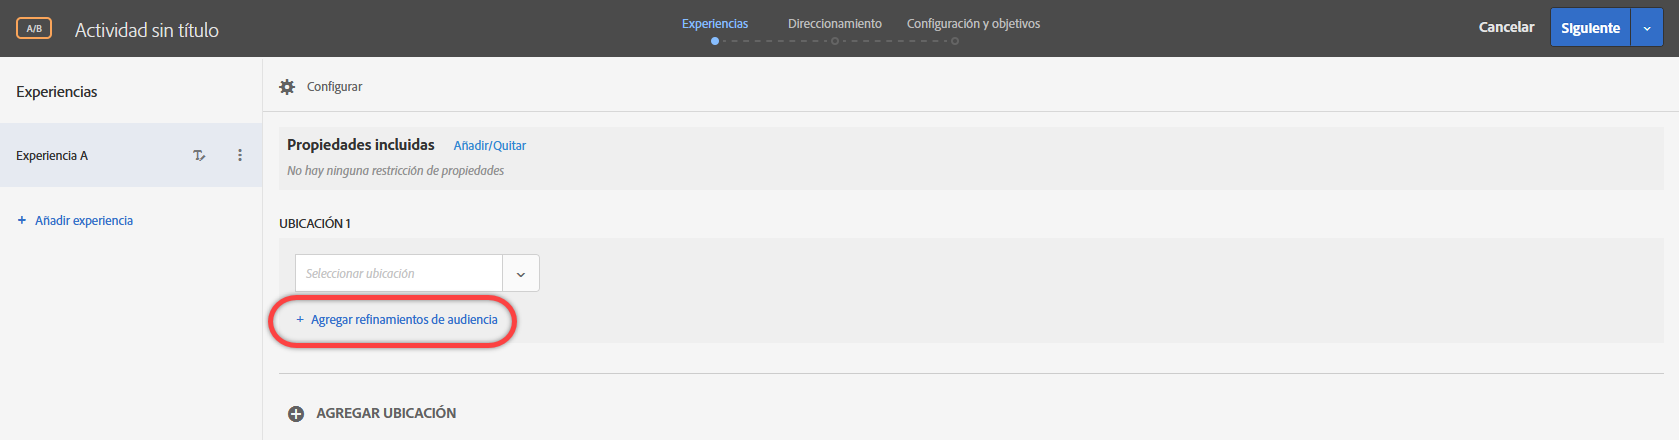 A/B
Actividad sin título
Experiencias
Direccionamiento
Configuración y objetivos
Cancelar
Siguiente
Experiencias
Configurar
Propiedades incluidas
Añadir/Quitar
No hay ninguna restricción de propiedades
Experiencia A
+ Añadir experiencia
UBICACIÓN 1
Seleccionar ubicación
+ Agregar refinamientos de audiencia
AGREGAR UBICACIÓN